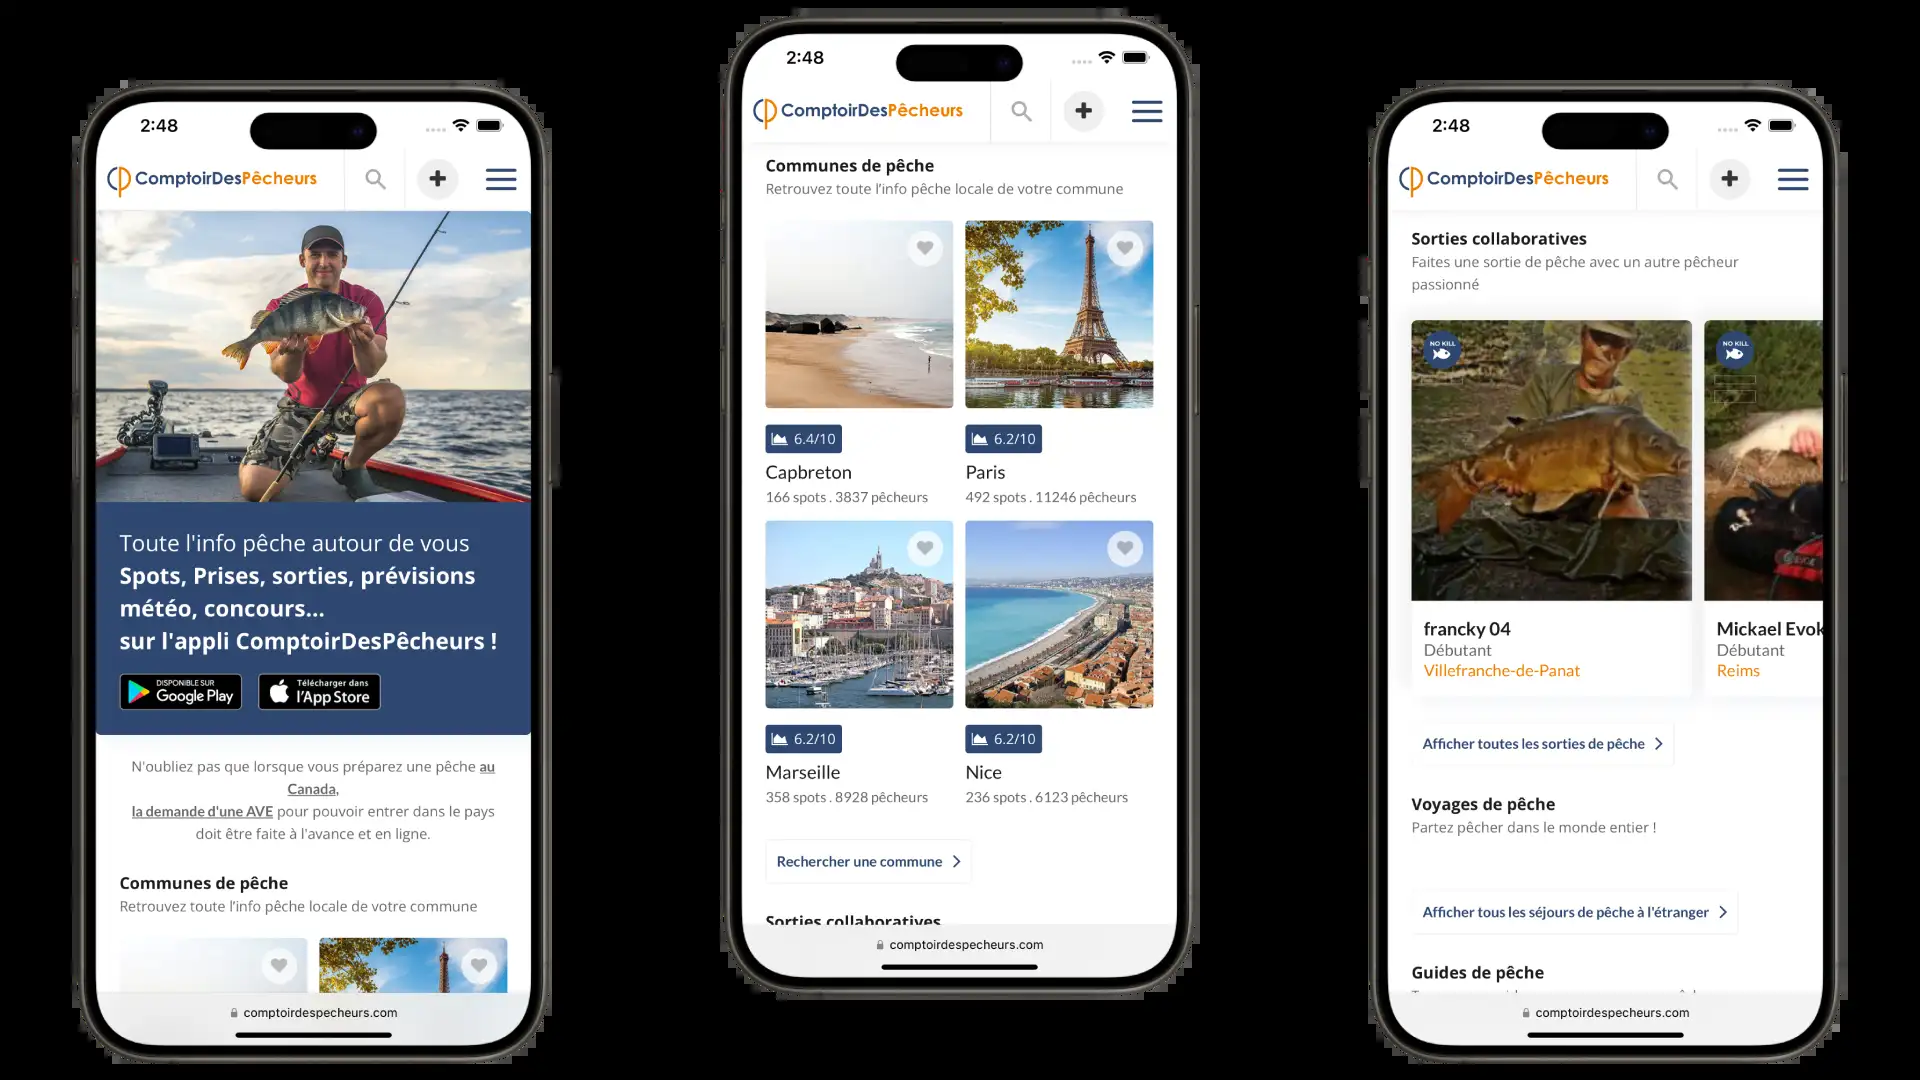 2:48
ComptoirDesPêcheurs
Toute l'info pêche autour de vous
Spots, Prises, sorties, prévisions
météo, concours...
sur l'appli ComptoirDesPêcheurs !
DISPONIBLE SUR
Google Play
Télécharger dans
l'App Store
N'oubliez pas que lorsque vous préparez une pêche au
Canada,
la demande d'une AVE pour pouvoir entrer dans le pays
doit être faite à l'avance et en ligne.
Communes de pêche
Retrouvez toute l’info pêche locale de votre commune
comptoirdespecheurs.com
2:48
ComptoirDesPêcheurs
Communes de pêche
Retrouvez toute l’info pêche locale de votre commune
6.4/10
Capbreton
166 spots . 3837 pêcheurs
6.2/10
Paris
492 spots . 11246 pêcheurs
6.2/10
Marseille
358 spots . 8928 pêcheurs
6.2/10
Nice
236 spots . 6123 pêcheurs
Rechercher une commune
Sorties collaboratives
comptoirdespecheurs.com
2:48
ComptoirDesPêcheurs
Sorties collaboratives
Faites une sortie de pêche avec un autre pêcheur
passionné
NO KILL
francky 04
Débutant
Villefranche-de-Panat
NO KILL
Mickael Evok
Débutant
Reims
Afficher toutes les sorties de pêche
Voyages de pêche
Partez pêcher dans le monde entier !
Afficher tous les séjours de pêche à l'étranger
Guides de pêche
comptoirdespecheurs.com